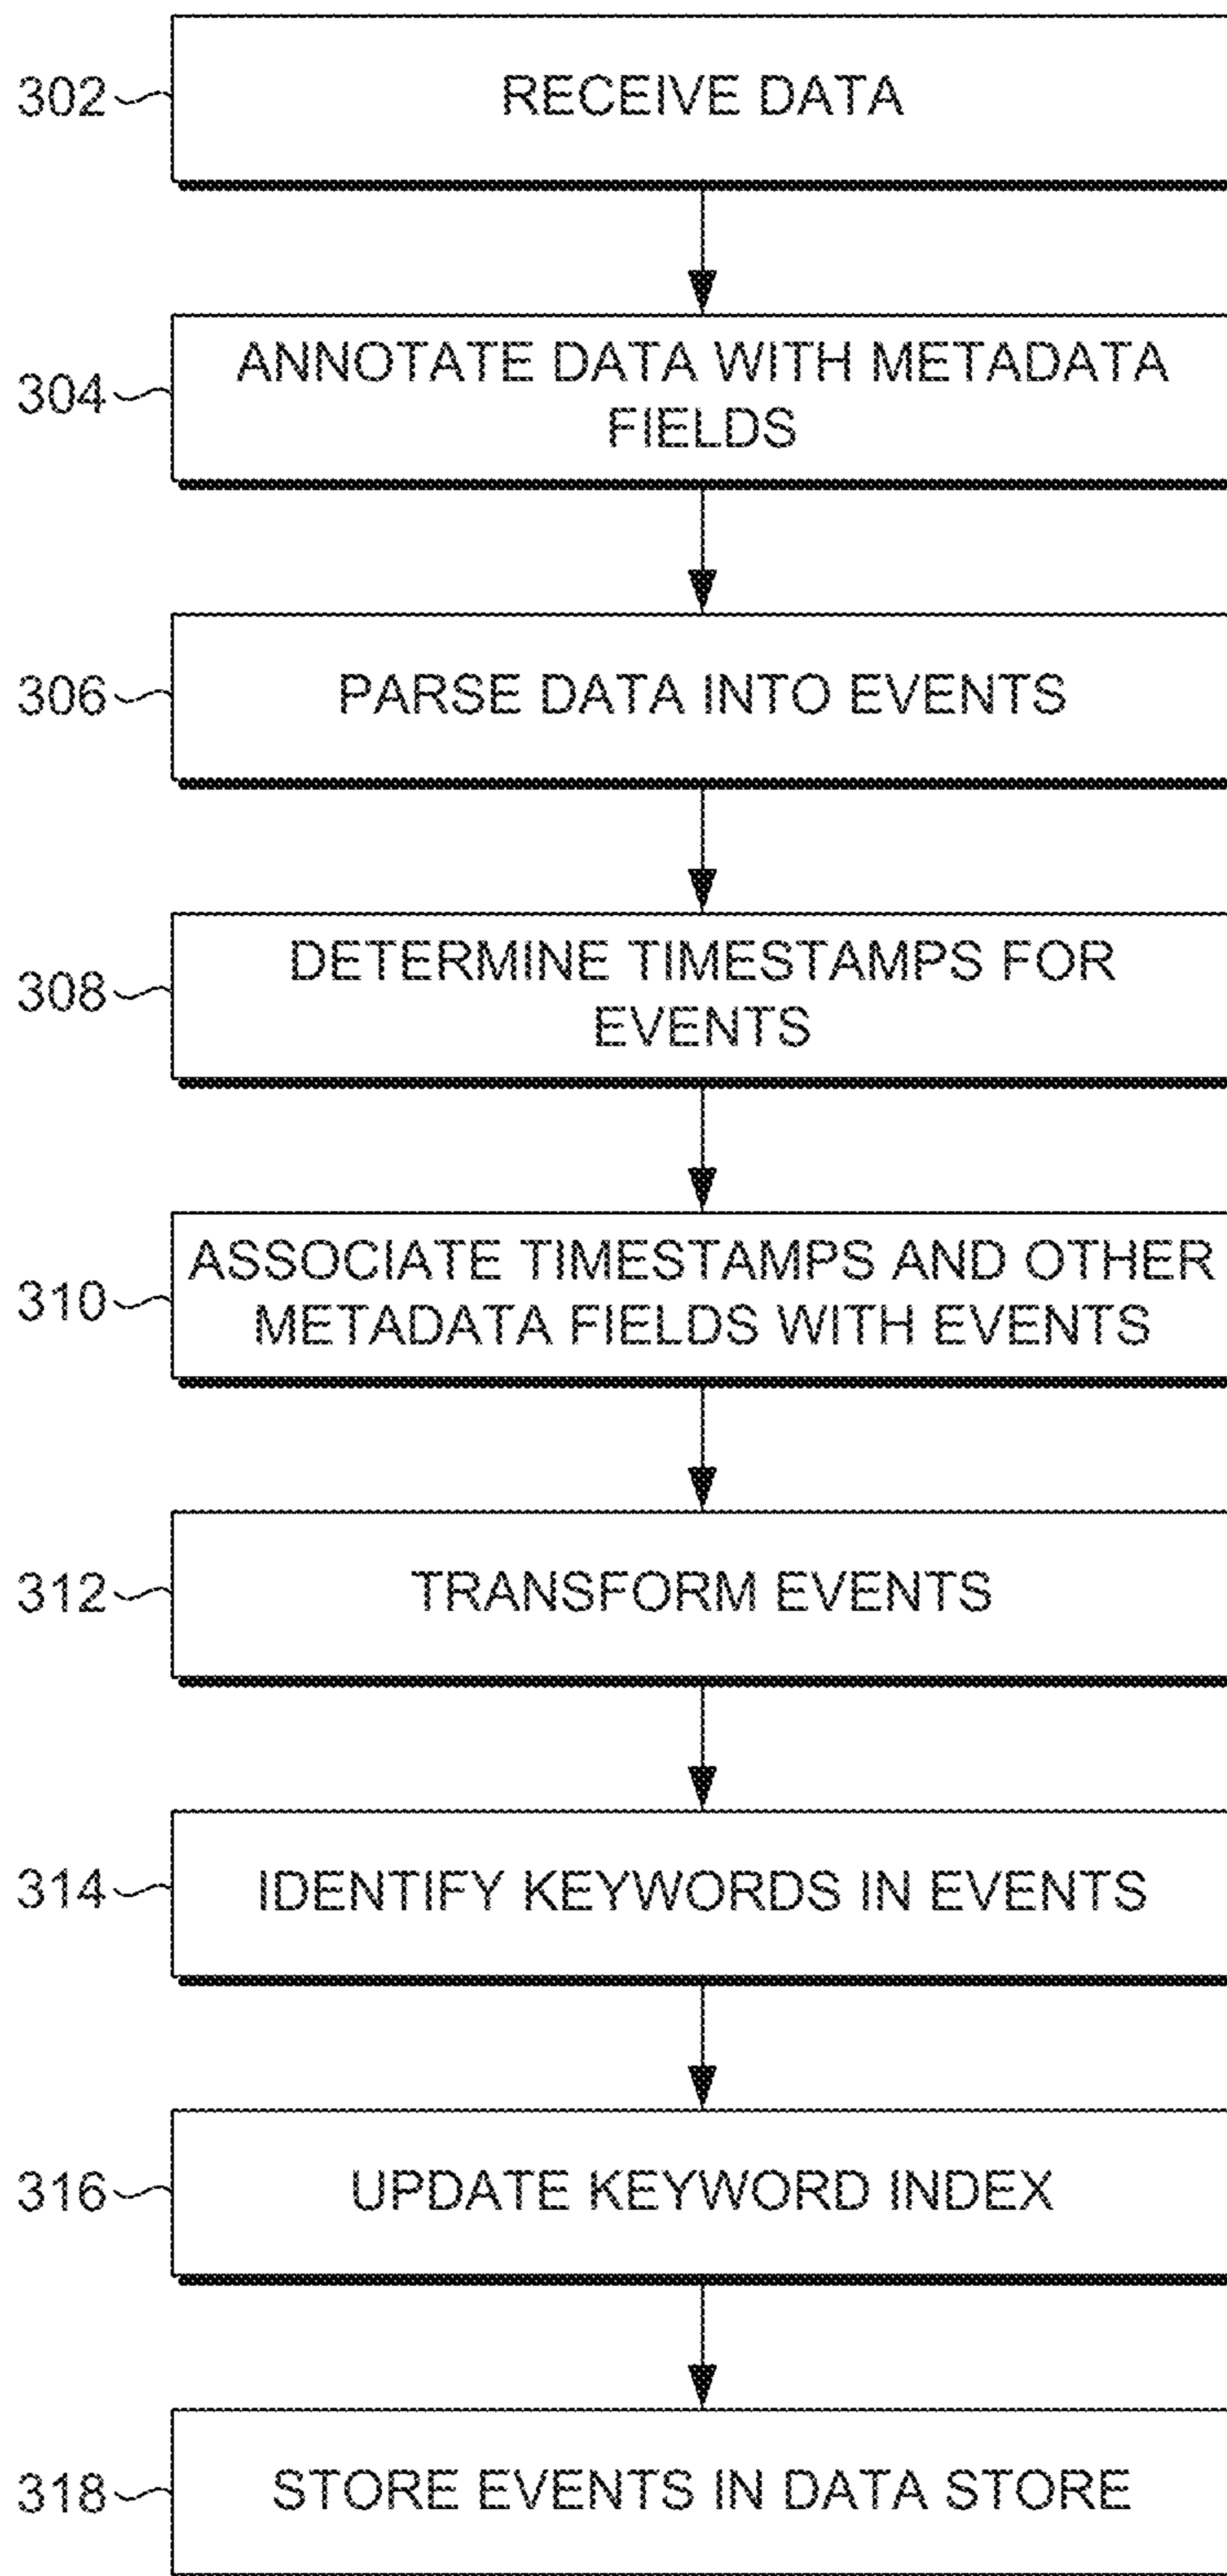 302
RECEIVE DATA
304
ANNOTATE DATA WITH METADATA
FIELDS
306
PARSE DATA INTO EVENTS
308
DETERMINE TIMESTAMPS FOR
EVENTS
310
ASSOCIATE TIMESTAMPS AND OTHER
METADATA FIELDS WITH EVENTS
312
TRANSFORM EVENTS
314
IDENTIFY KEYWORDS IN EVENTS
316
UPDATE KEYWORD INDEX
318
STORE EVENTS IN DATA STORE